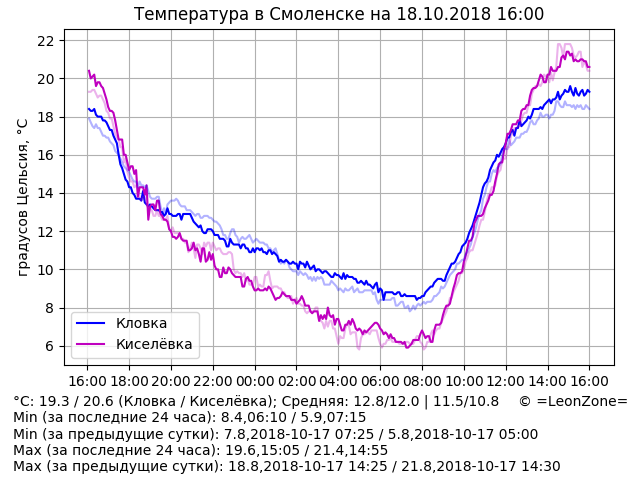 Температура в Смоленске на 18.10.2018 16:00
градусов Цельсия, °C
22
20
18
16
14
12
10
8
6
Кловка
Киселёвка
16:00 18:00 20:00 22:00 00:00 02:00 04:00 06:00 08:00 10:00 12:00 14:00 16:00
°C: 19.3 / 20.6 (Кловка / Киселёвка); Средняя: 12.8/12.0 | 11.5/10.8 © =LeonZone=
Min (за последние 24 часа): 8.4,06:10 / 5.9,07:15
Min (за предыдущие сутки): 7.8,2018-10-17 07:25 / 5.8,2018-10-17 05:00
Max (за последние 24 часа): 19.6,15:05 / 21.4,14:55
Max (за предыдущие сутки): 18.8,2018-10-17 14:25 / 21.8,2018-10-17 14:30